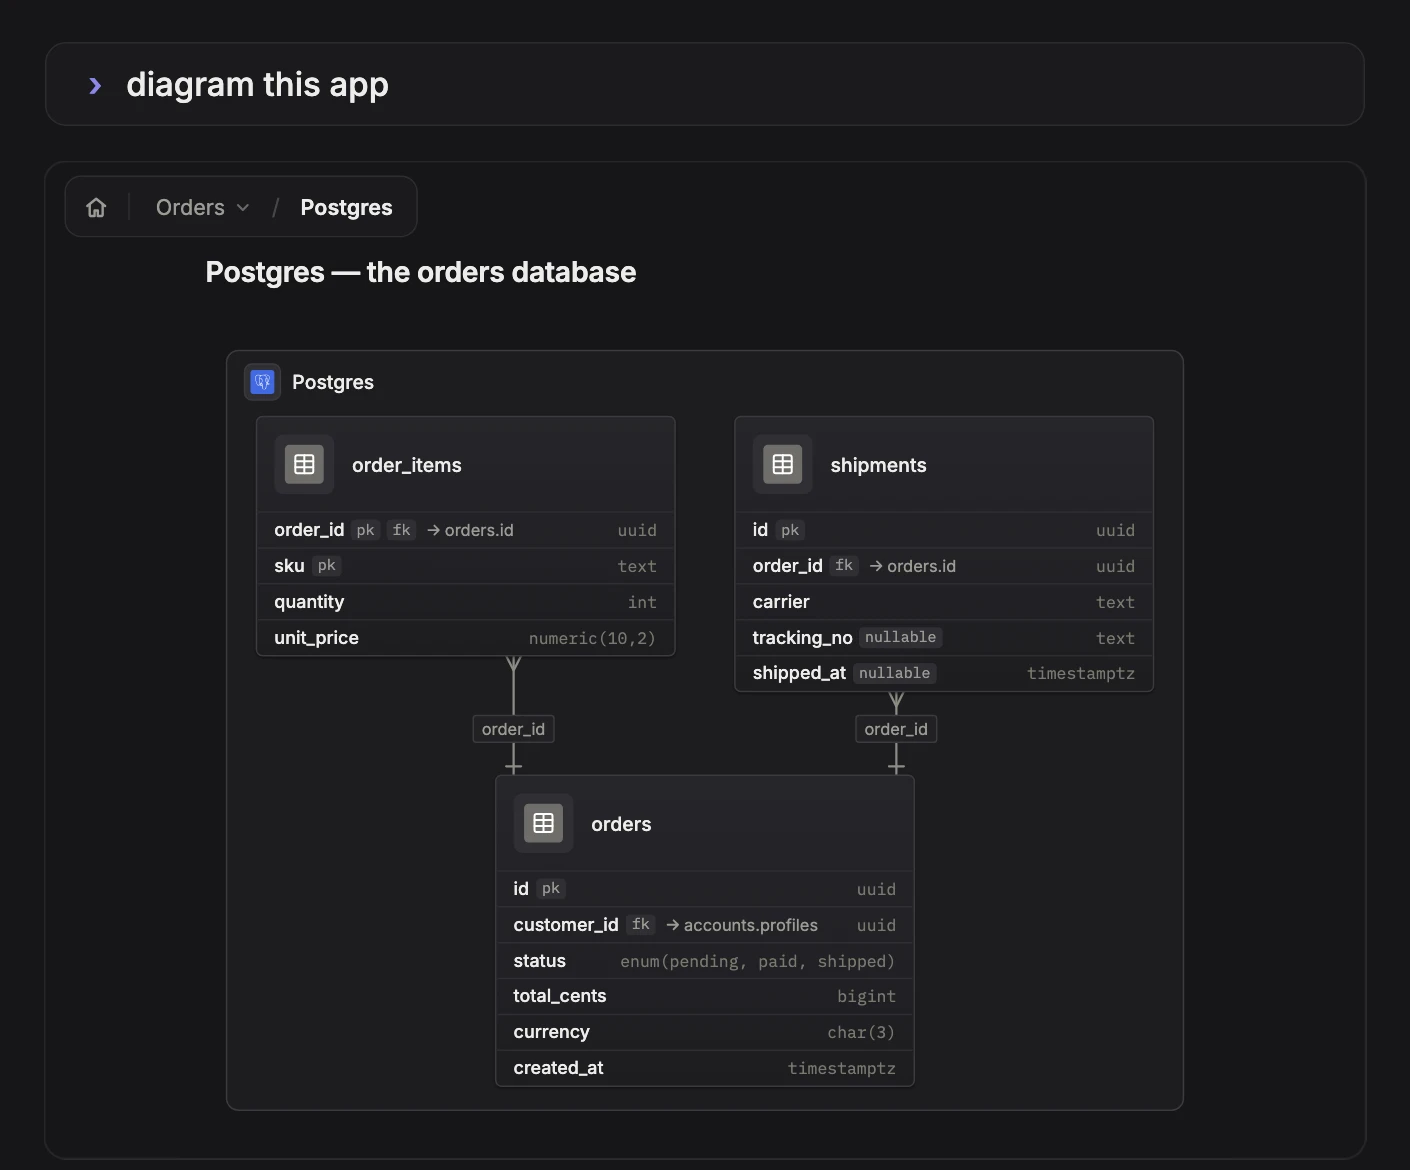 › diagram this app
Orders / Postgres
Postgres — the orders database
Postgres
order_items
order_id pk fk → orders.id uuid
sku pk text
quantity int
unit_price numeric(10,2)
shipments
id pk uuid
order_id fk → orders.id uuid
carrier text
tracking_no nullable text
shipped_at nullable timestamptz
order_id
order_id
orders
id pk uuid
customer_id fk → accounts.profiles uuid
status enum(pending, paid, shipped)
total_cents bigint
currency char(3)
created_at timestamptz